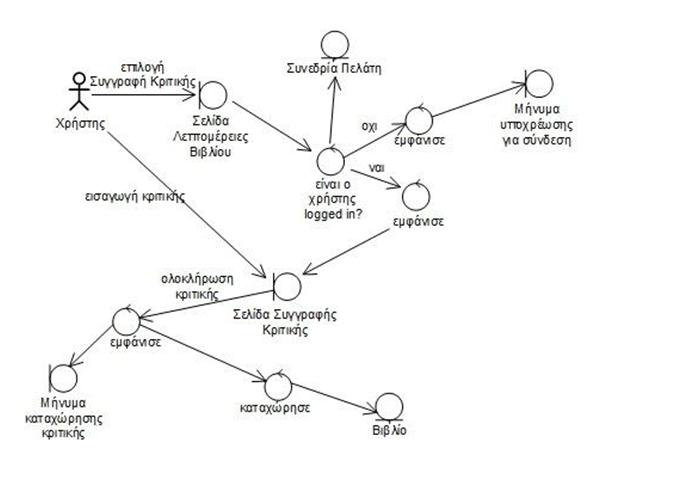 επιλογή
Συγγραφή Κριτικής
Χρήστης
Σελίδα
Λεπτομέρειες
Βιβλίου
Συνεδρία Πελάτη
οχι
εμφάνισε
Μήνυμα
υποχρέωσης
για σύνδεση
είναι ο
χρήστης
logged in?
ναι
εμφάνισε
εισαγωγή κριτικής
ολοκλήρωση
κριτικής
Σελίδα Συγγραφής
Κριτικής
εμφάνισε
Μήνυμα
καταχώρησης
κριτικής
καταχώρησε
Βιβλίο